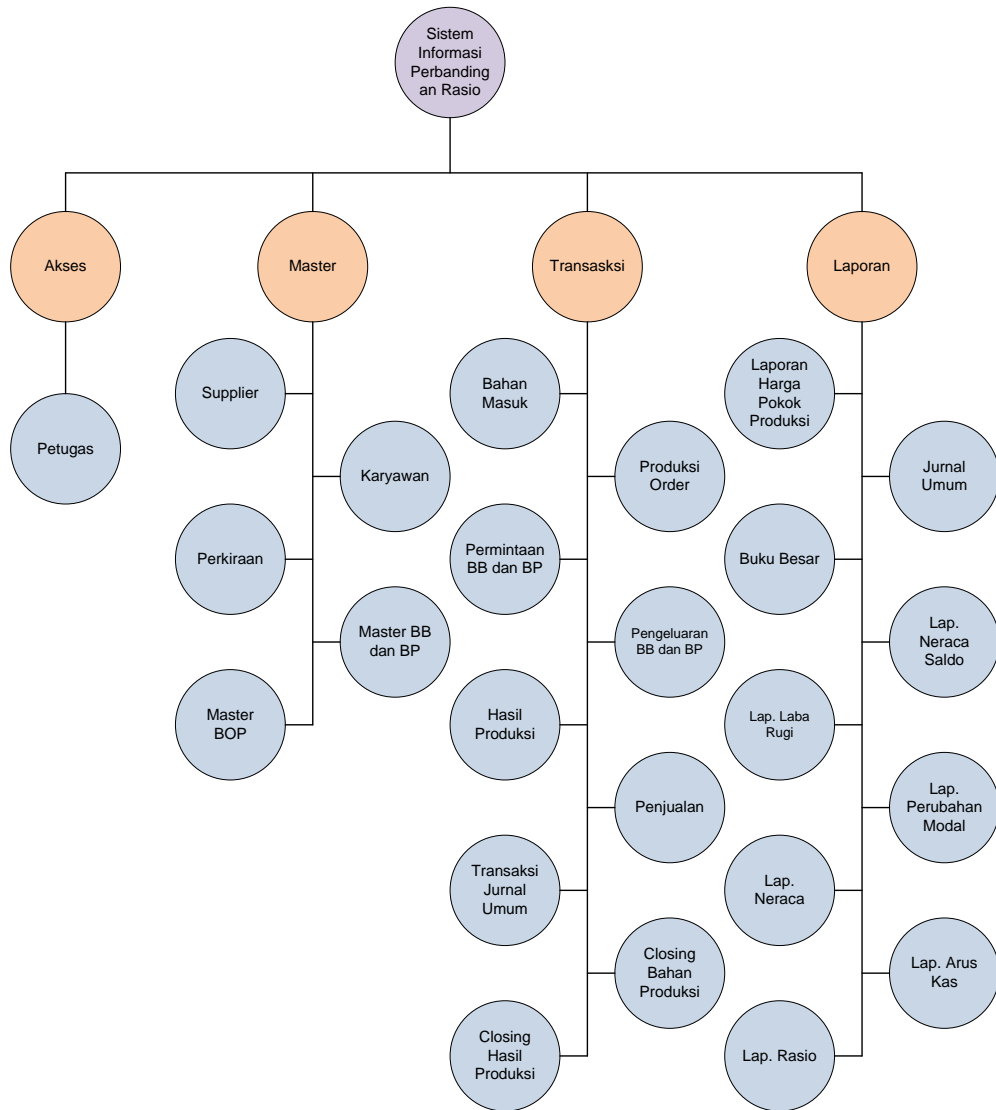 Sistem
Informasi
Perbanding
an Rasio
Akses
Master
Transasksi
Laporan
Petugas
Supplier
Karyawan
Perkiraan
Master BB
dan BP
Master
BOP
Bahan
Masuk
Produksi
Order
Permintaan
BB dan BP
Pengeluaran
BB dan BP
Hasil
Produksi
Penjualan
Transaksi
Jurnal
Umum
Closing
Bahan
Produksi
Closing
Hasil
Produksi
Laporan
Harga
Pokok
Produksi
Jurnal
Umum
Buku Besar
Lap.
Neraca
Saldo
Lap. Laba
Rugi
Lap.
Perubahan
Modal
Lap.
Neraca
Lap. Arus
Kas
Lap. Rasio